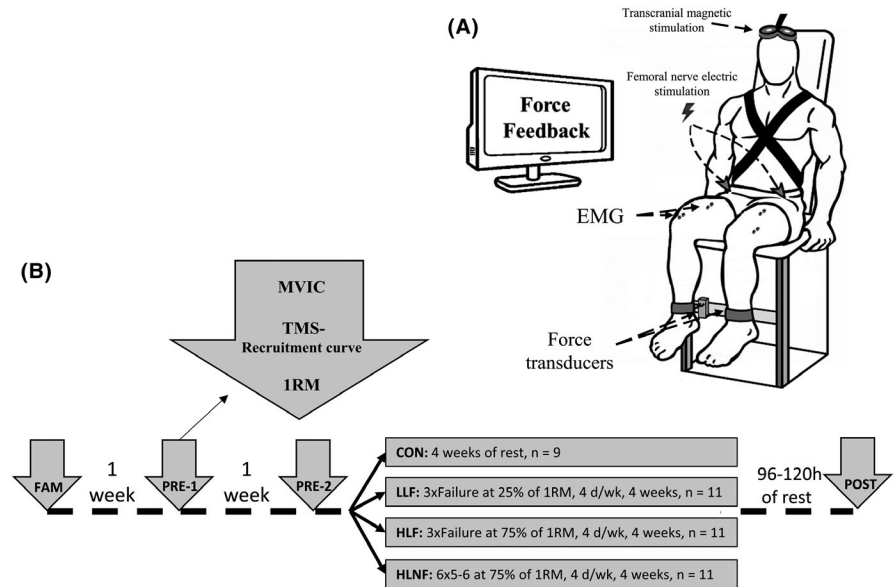 (A)
Transcranial magnetic
stimulation
Femoral nerve electric
stimulation
Force
Feedback
EMG
Force
transducers
(B)
MVIC
TMS-
Recruitment curve
1RM
FAM
1
week
PRE-1
1
week
PRE-2
CON: 4 weeks of rest, n = 9
LLF: 3xFailure at 25% of 1RM, 4 d/wk, 4 weeks, n = 11
HLF: 3xFailure at 75% of 1RM, 4 d/wk, 4 weeks, n = 11
HLNF: 6x5-6 at 75% of 1RM, 4 d/wk, 4 weeks, n = 11
96-120h
of rest
POST